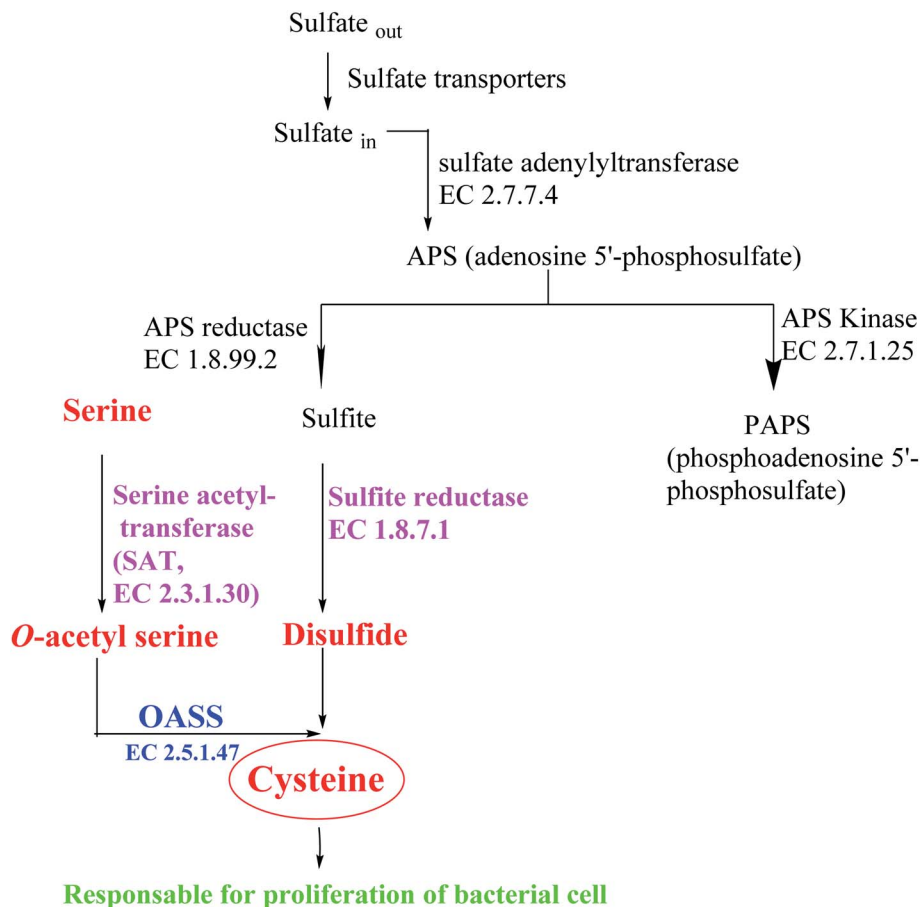 Sulfate out
Sulfate transporters
Sulfate in
sulfate adenylyltransferase
EC 2.7.7.4
APS (adenosine 5'-phosphosulfate)
APS reductase
EC 1.8.99.2
APS Kinase
EC 2.7.1.25
Serine
Sulfite
PAPS
(phosphoadenosine 5'-
phosphosulfate)
Serine acetyl-
transferase
(SAT,
EC 2.3.1.30)
Sulfite reductase
EC 1.8.7.1
O-acetyl serine
Disulfide
OASS
EC 2.5.1.47
Cysteine
Responsable for proliferation of bacterial cell